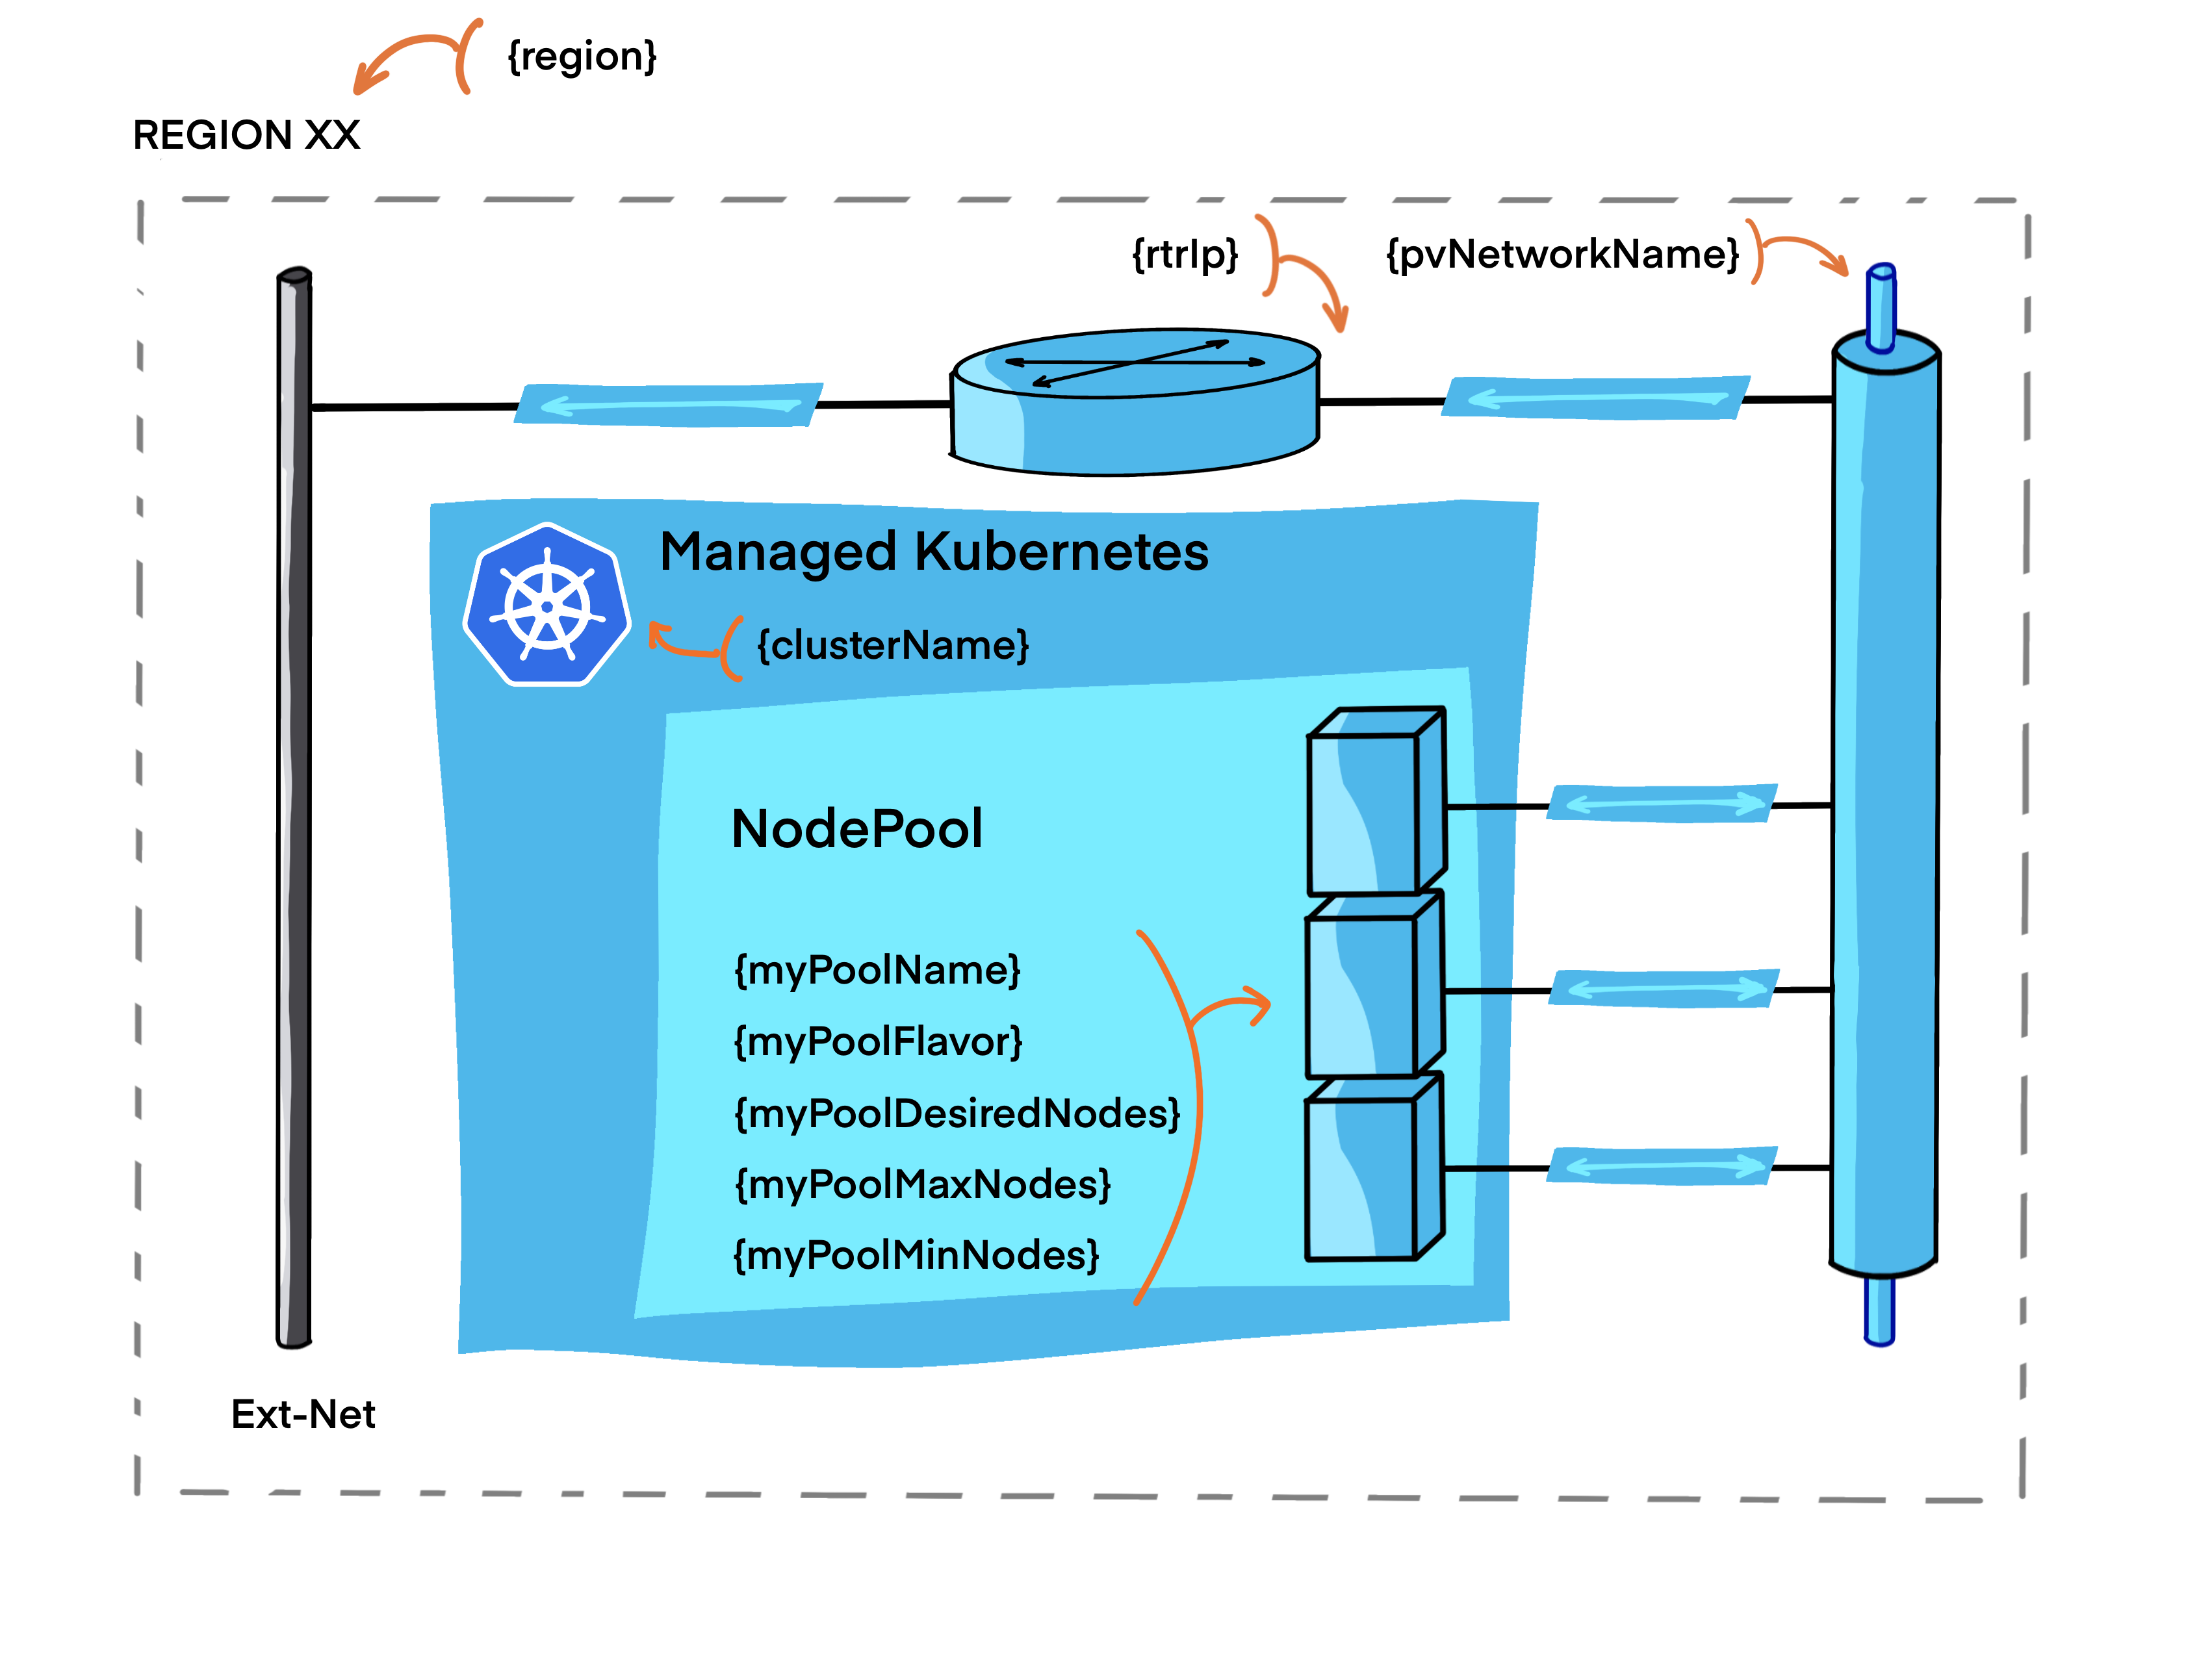 {region}
REGION XX
{rtrIp}
{pvNetworkName}
Managed Kubernetes
{clusterName}
NodePool
{myPoolName}
{myPoolFlavor}
{myPoolDesiredNodes}
{myPoolMaxNodes}
{myPoolMinNodes}
Ext-Net